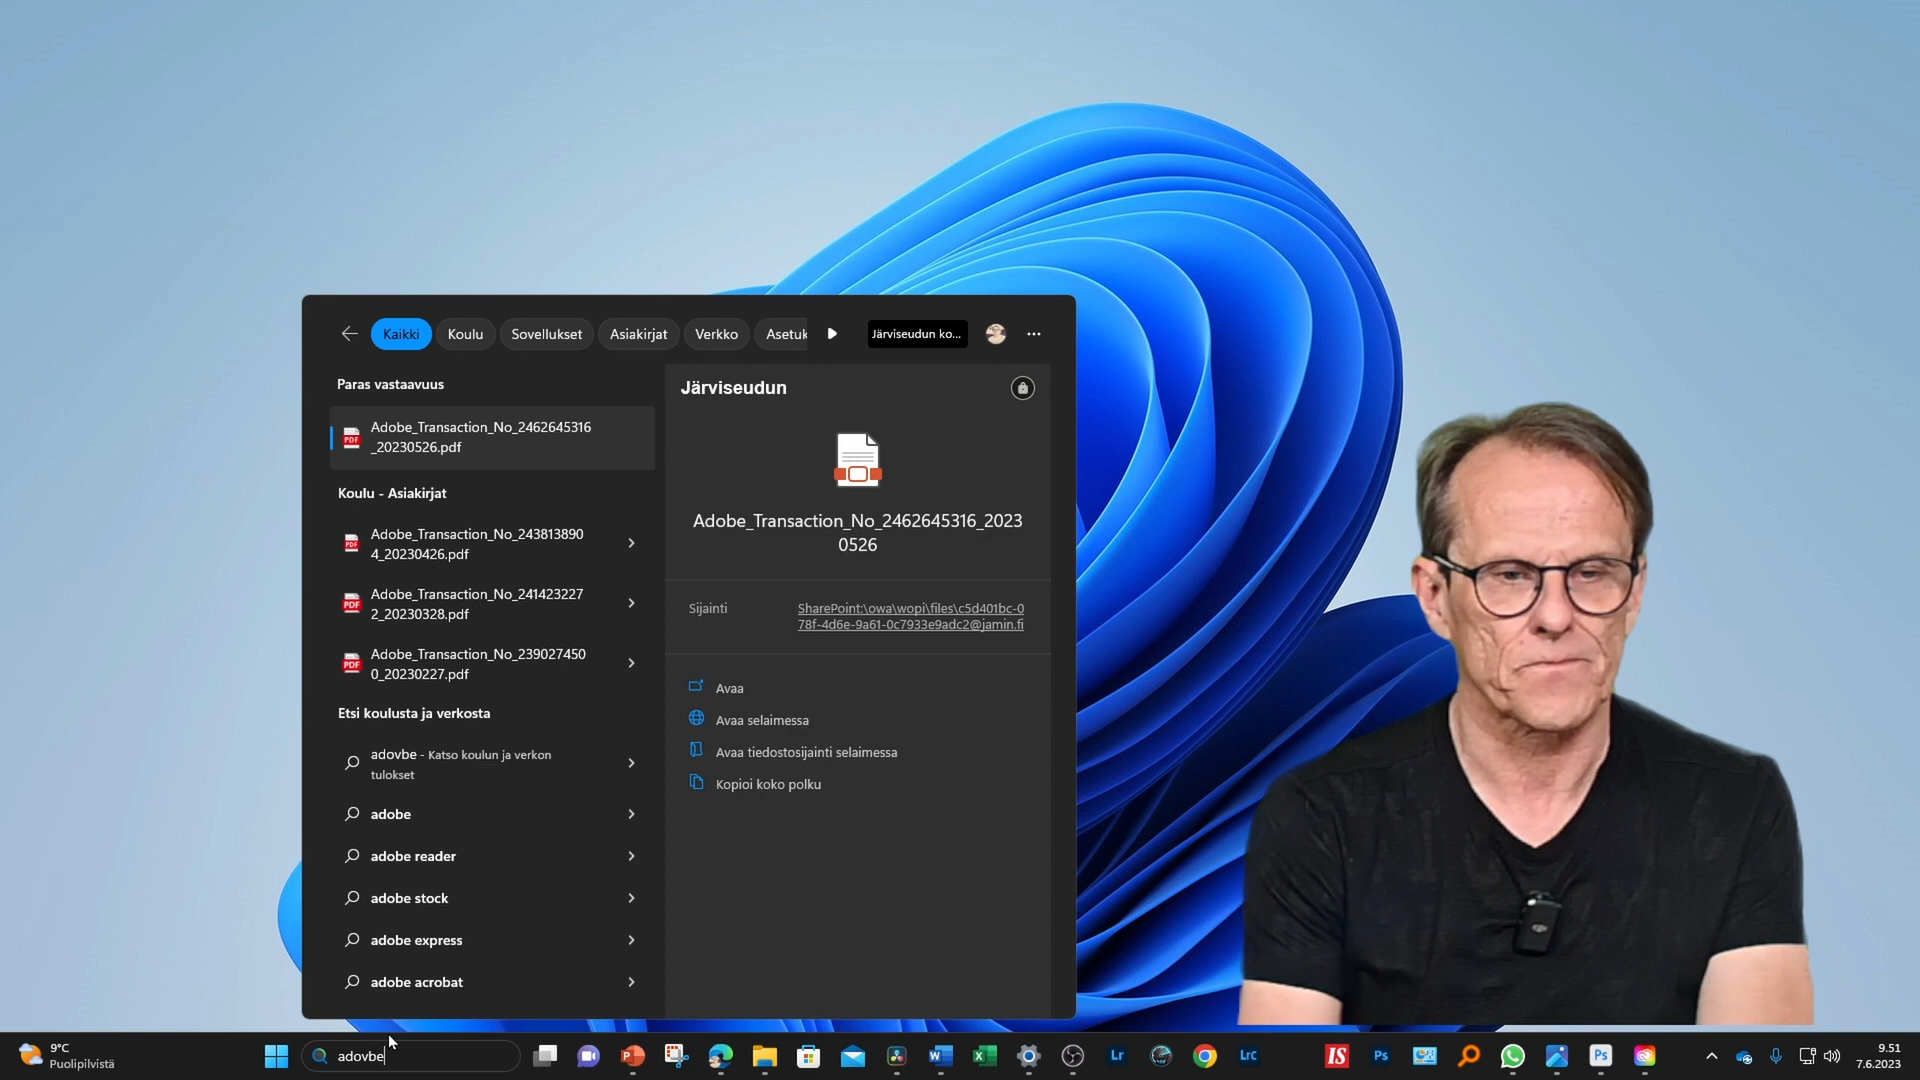 Kaikki
Koulu
Sovellukset
Asiakirjat
Verkko
Asetuk
Järviseudun ko...
Paras vastaavuus
Adobe_Transaction_No_2462645316
_20230526.pdf
Koulu - Asiakirjat
Adobe_Transaction_No_243813890
4_20230426.pdf
Adobe_Transaction_No_241423227
2_20230328.pdf
Adobe_Transaction_No_239027450
0_20230227.pdf
Etsi koulusta ja verkosta
adovbe - Katso koulun ja verkon
tulokset
adobe
adobe reader
adobe stock
adobe express
adobe acrobat
Järviseudun
Adobe_Transaction_No_2462645316_2023
0526
Sijainti
SharePoint:\owa\wopi\files\c5d401bc-0
78f-4d6e-9a61-0c7933e9adc2@jamin.fi
Avaa
Avaa selaimessa
Avaa tiedostosijainti selaimessa
Kopioi koko polku
9°C
Puolipilvistä
adovbe
Lr
LrC
IS
Ps
Ps
9.51
7.6.2023